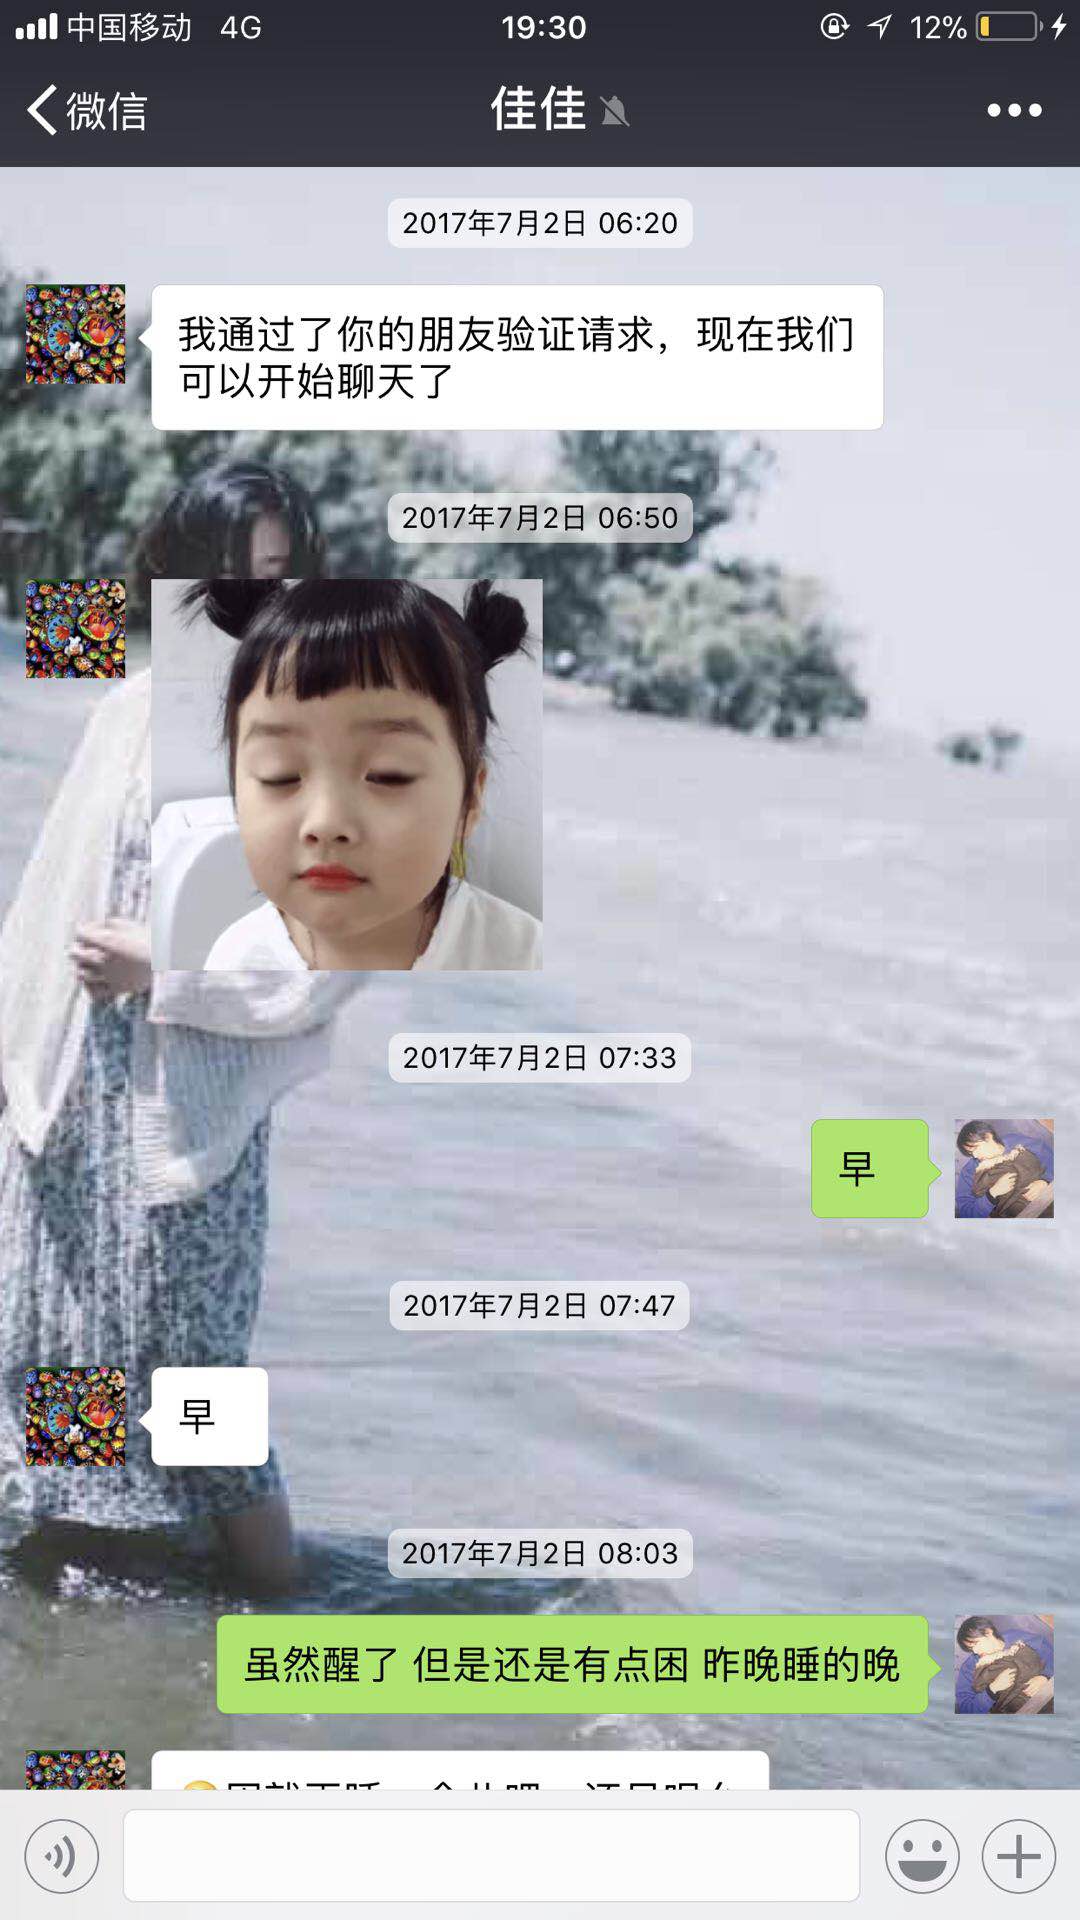 中国移动 4G 19:30 12%
微信 佳佳
2017年7月2日 06:20
我通过了你的朋友验证请求，现在我们
可以开始聊天了
2017年7月2日 06:50
2017年7月2日 07:33
早
2017年7月2日 07:47
早
2017年7月2日 08:03
虽然醒了 但是还是有点困 昨晚睡的晚